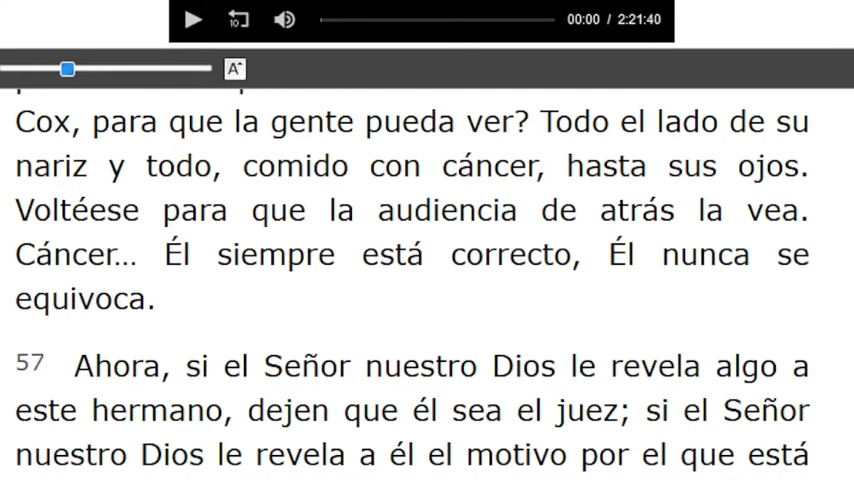 10
00:00 / 2:21:40
A
Cox, para que la gente pueda ver? Todo el lado de su
nariz y todo, comido con cáncer, hasta sus ojos.
Voltéese para que la audiencia de atrás la vea.
Cáncer... Él siempre está correcto, Él nunca se
equivoca.
57 Ahora, si el Señor nuestro Dios le revela algo a
este hermano, dejen que él sea el juez; si el Señor
nuestro Dios le revela a él el motivo por el que está